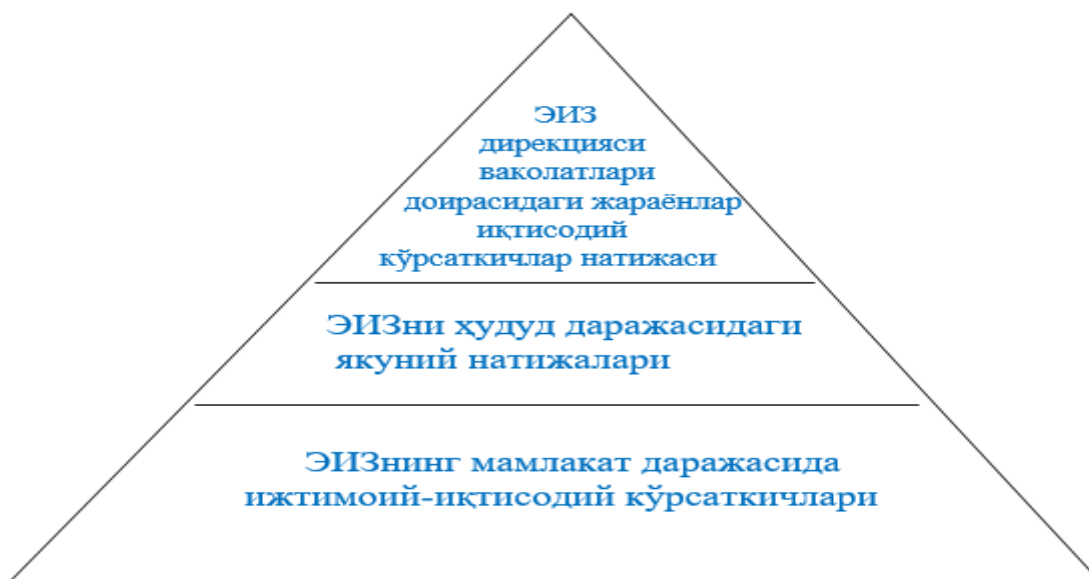 ЭИЗ
дирекцияси
ваколатлари
доирасидаги жараёнлар
иқтисодий
кўрсаткичлар натижаси
ЭИЗни ҳудуд даражасидаги
якуний натижалари
ЭИЗнинг мамлакат даражасида
ижтимоий-иқтисодий кўрсаткичлари